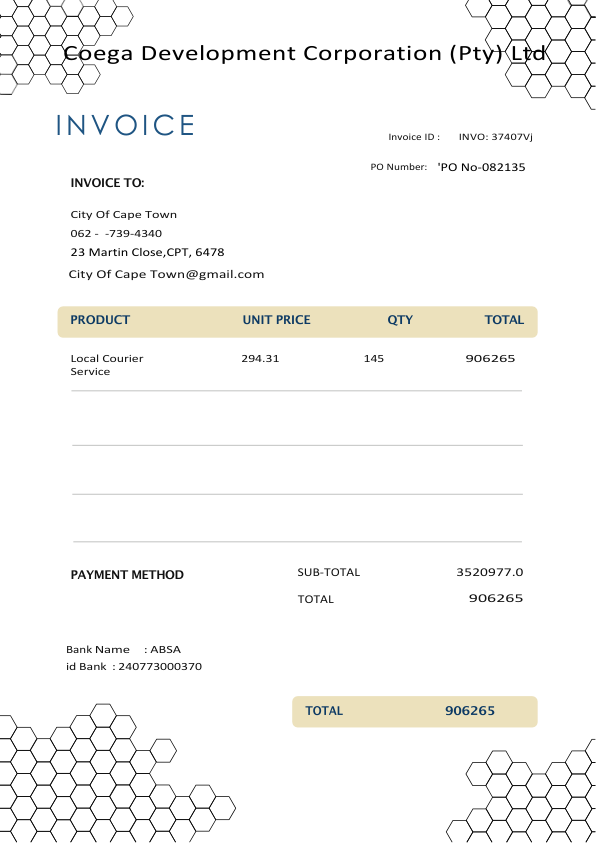 Coega Development Corporation (Pty) Ltd
INVOICE
Invoice ID : INVO: 37407Vj
PO Number: 'PO No-082135
INVOICE TO:
City Of Cape Town
062 - -739-4340
23 Martin Close,CPT, 6478
City Of Cape Town@gmail.com
PRODUCT UNIT PRICE QTY TOTAL
Local Courier Service 294.31 145 906265
PAYMENT METHOD
SUB-TOTAL 3520977.0
TOTAL 906265
Bank Name : ABSA
id Bank : 240773000370
TOTAL 906265